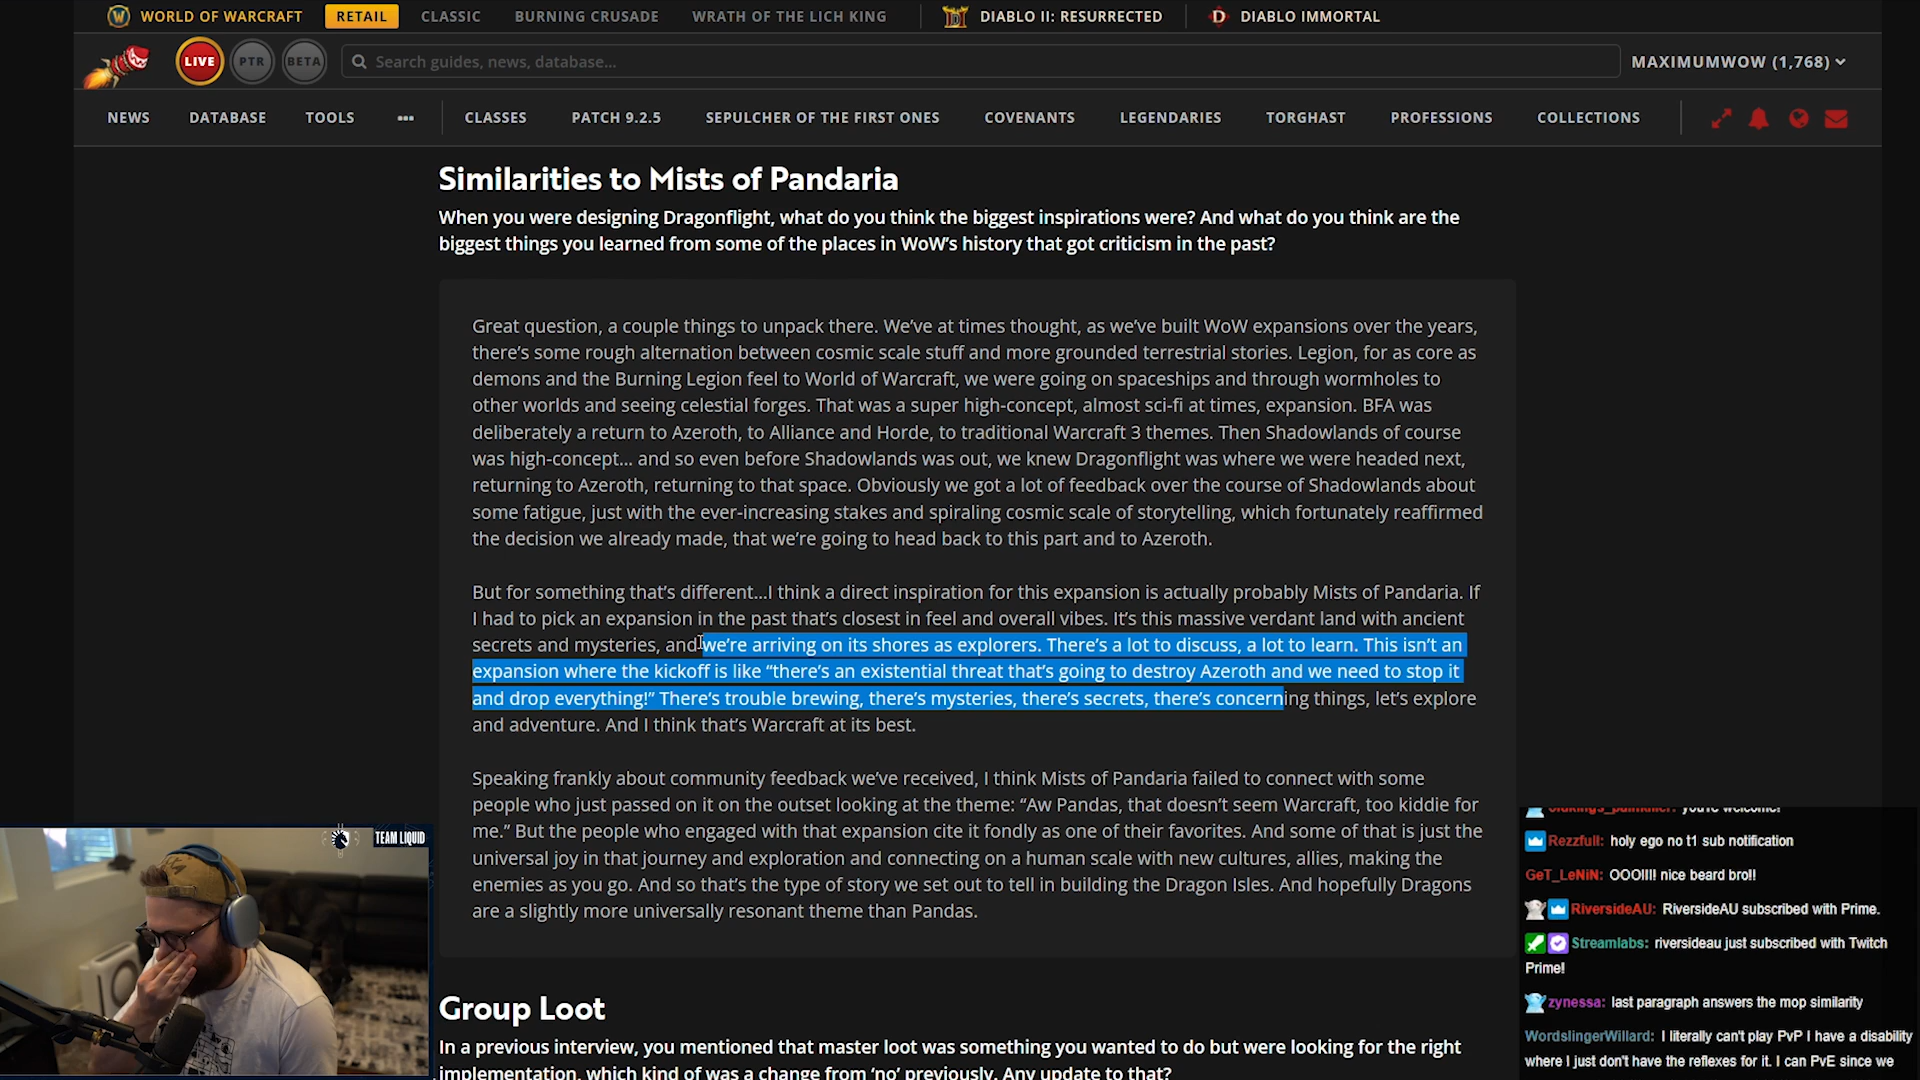 WORLD OF WARCRAFT RETAIL CLASSIC BURNING CRUSADE WRATH OF THE LICH KING DIABLO II: RESURRECTED DIABLO IMMORTAL
LIVE PTR BETA Search guides, news, database... MAXIMUMWOW (1,768)
NEWS DATABASE TOOLS ••• CLASSES PATCH 9.2.5 SEPULCHER OF THE FIRST ONES COVENANTS LEGENDARIES TORGHAST PROFESSIONS COLLECTIONS
Similarities to Mists of Pandaria
When you were designing Dragonflight, what do you think the biggest inspirations were? And what do you think are the
biggest things you learned from some of the places in WoW's history that got criticism in the past?
Great question, a couple things to unpack there. We've at times thought, as we've built WoW expansions over the years,
there's some rough alternation between cosmic scale stuff and more grounded terrestrial stories. Legion, for as core as
demons and the Burning Legion feel to World of Warcraft, we were going on spaceships and through wormholes to
other worlds and seeing celestial forges. That was a super high-concept, almost sci-fi at times, expansion. BFA was
deliberately a return to Azeroth, to Alliance and Horde, to traditional Warcraft 3 themes. Then Shadowlands of course
was high-concept... and so even before Shadowlands was out, we knew Dragonflight was where we were headed next,
returning to Azeroth, returning to that space. Obviously we got a lot of feedback over the course of Shadowlands about
some fatigue, just with the ever-increasing stakes and spiraling cosmic scale of storytelling, which fortunately reaffirmed
the decision we already made, that we're going to head back to this part and to Azeroth.
But for something that's different...I think a direct inspiration for this expansion is actually probably Mists of Pandaria. If
I had to pick an expansion in the past that's closest in feel and overall vibes. It's this massive verdant land with ancient
secrets and mysteries, and we're arriving on its shores as explorers. There's a lot to discuss, a lot to learn. This isn't an
expansion where the kickoff is like "there's an existential threat that's going to destroy Azeroth and we need to stop it
and drop everything!" There's trouble brewing, there's mysteries, there's secrets, there's concerning things, let's explore
and adventure. And I think that's Warcraft at its best.
Speaking frankly about community feedback we've received, I think Mists of Pandaria failed to connect with some
people who just passed on it on the outset looking at the theme: "Aw Pandas, that doesn't seem Warcraft, too kiddie for
me." But the people who engaged with that expansion cite it fondly as one of their favorites. And some of that is just the
universal joy in that journey and exploration and connecting on a human scale with new cultures, allies, making the
enemies as you go. And so that's the type of story we set out to tell in building the Dragon Isles. And hopefully Dragons
are a slightly more universally resonant theme than Pandas.
Group Loot
In a previous interview, you mentioned that master loot was something you wanted to do but were looking for the right
implementation, which kind of was a change from 'no' previously. Any update to that?
TEAM LIQUID
you're welcome!
Rezzfull: holy ego no t1 sub notification
GeT_LeNiN: OOOIIII nice beard bro!!
RiversideAU: RiversideAU subscribed with Prime.
Streamlabs: riversideau just subscribed with Twitch
Prime!
zynessa: last paragraph answers the mop similarity
WordslingerWillard: I literally can't play PvP I have a disability
where I just don't have the reflexes for it. I can PvE since we